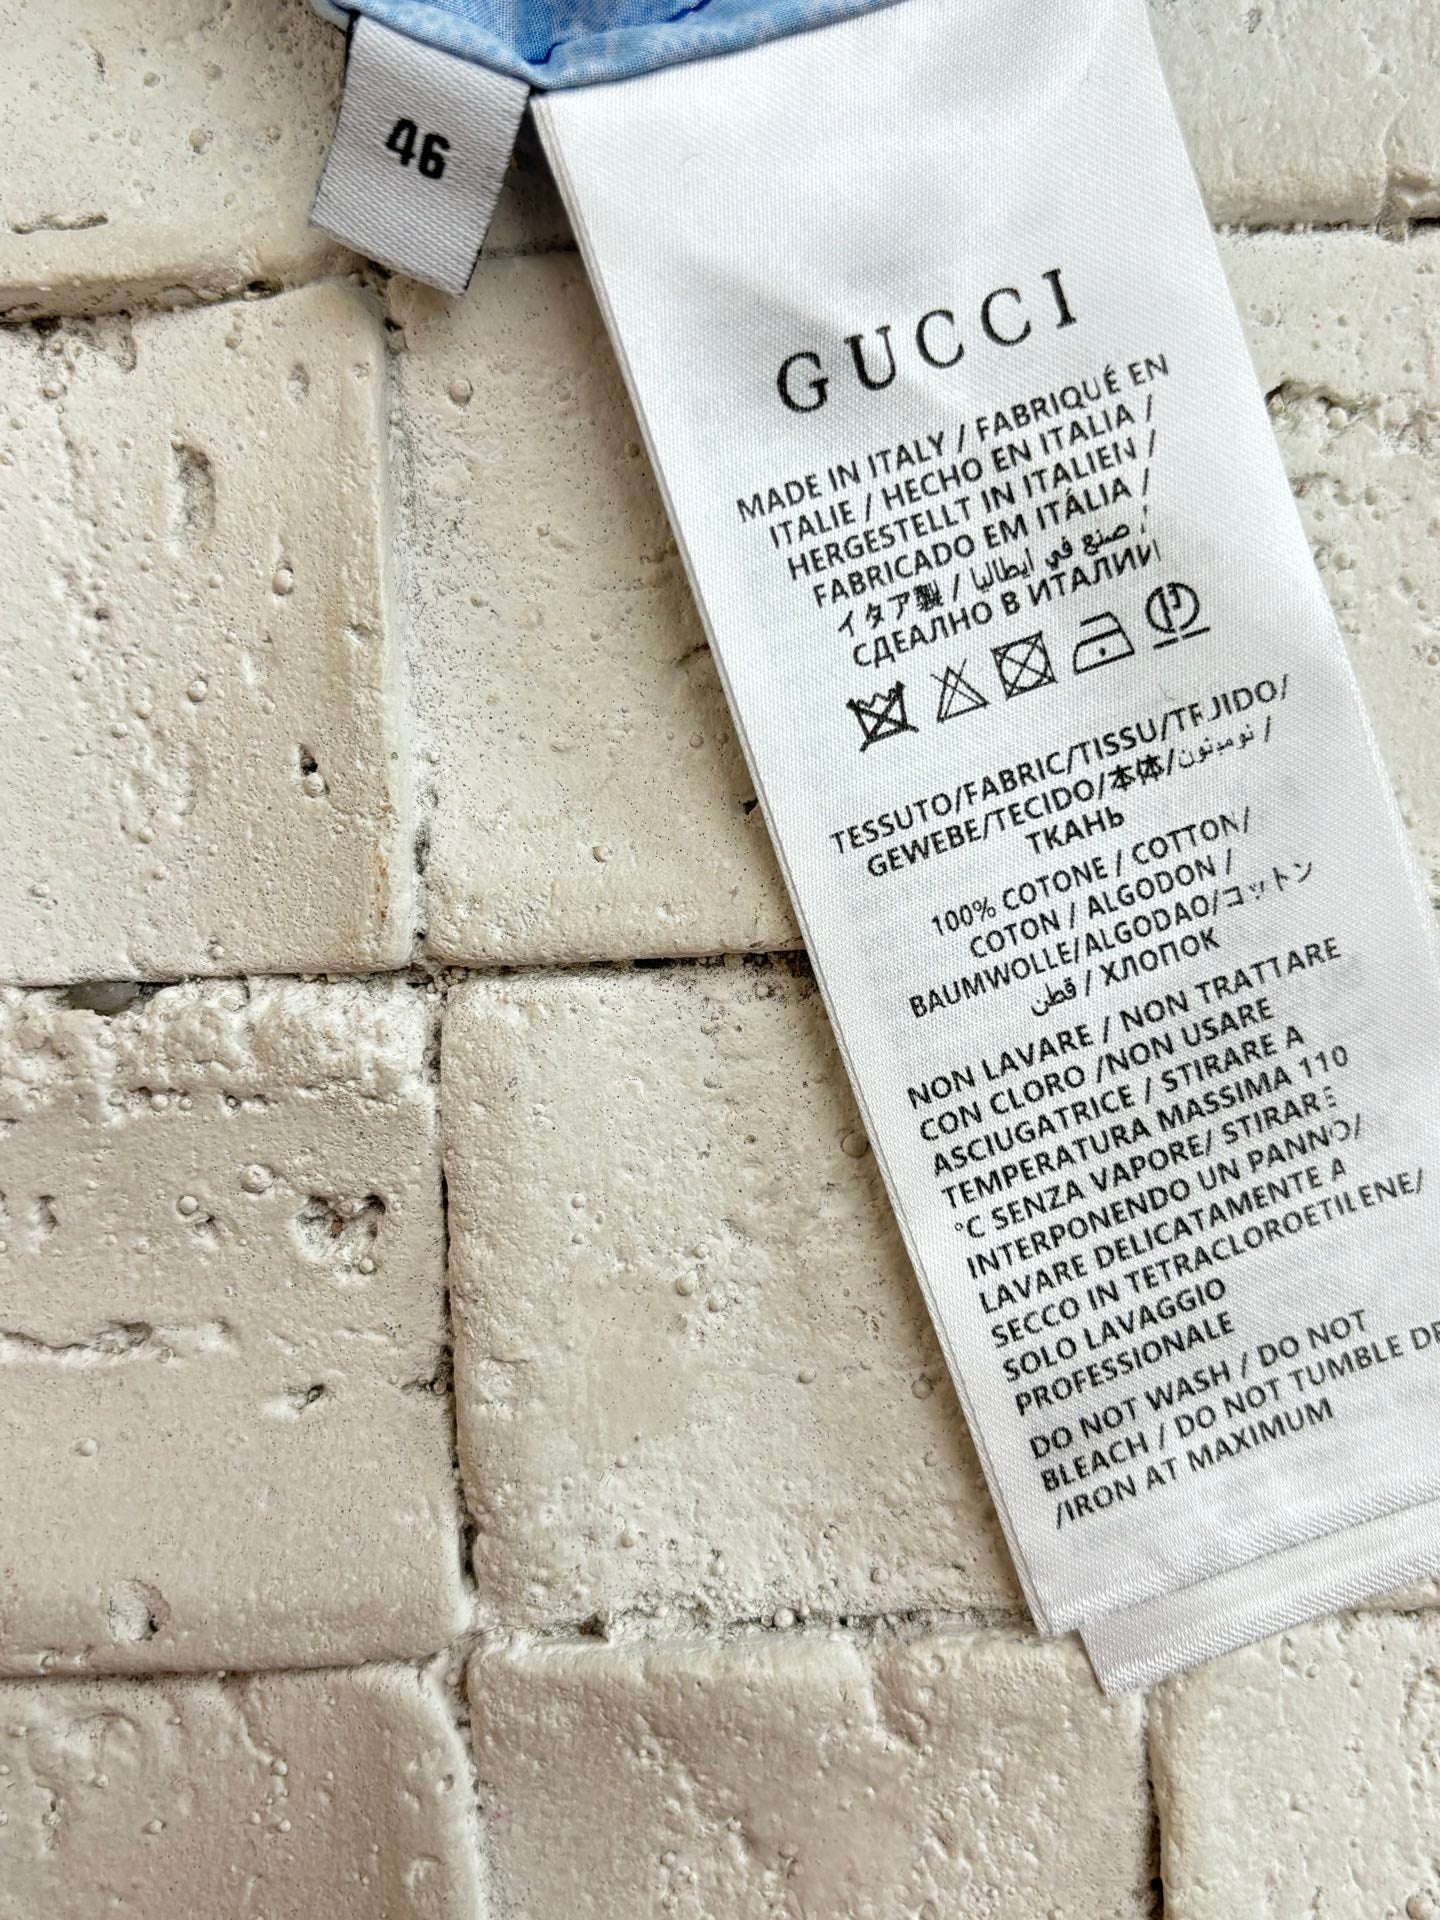 46
GUCCI
MADE IN ITALY / FABRIQUÉ EN
ITALIE / HECHO EN ITALIA /
HERGESTELLT IN ITALIEN /
FABRICADO EM ITÁLIA /
イタア製 / صنع في ايطاليا /
СДЕАЛНО В ИТАЛИИ
P
TESSUTO/FABRIC/TISSU/TEJIDO/
GEWEBE/TECIDO/本体/نومدنون /
ТКАНЬ
100% COTONE / COTTON/
COTON / ALGODON /
BAUMWOLLE/ALGODAO/コットン
قطن / ХЛОПОК
NON LAVARE / NON TRATTARE
CON CLORO /NON USARE
ASCIUGATRICE / STIRARE A
TEMPERATURA MASSIMA 110
°C SENZA VAPORE/ STIRARE
INTERPONENDO UN PANNO/
LAVARE DELICATAMENTE A
SECCO IN TETRACLOROETILENE/
SOLO LAVAGGIO
PROFESSIONALE
DO NOT WASH / DO NOT
BLEACH / DO NOT TUMBLE
/IRON AT MAXIMUM